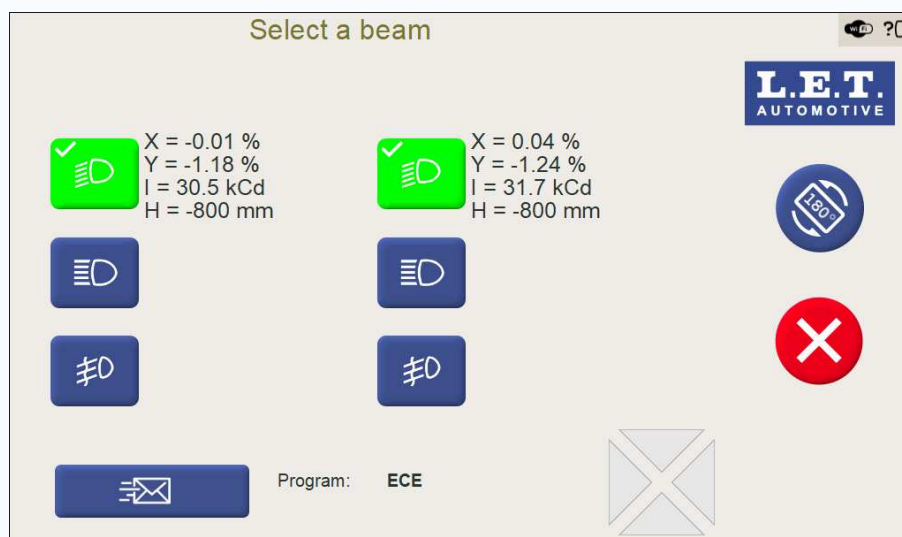 Select a beam
WiFi ?
L.E.T.
AUTOMOTIVE
X = -0.01 %
Y = -1.18 %
I = 30.5 kCd
H = -800 mm
X = 0.04 %
Y = -1.24 %
I = 31.7 kCd
H = -800 mm
180°
Program: ECE